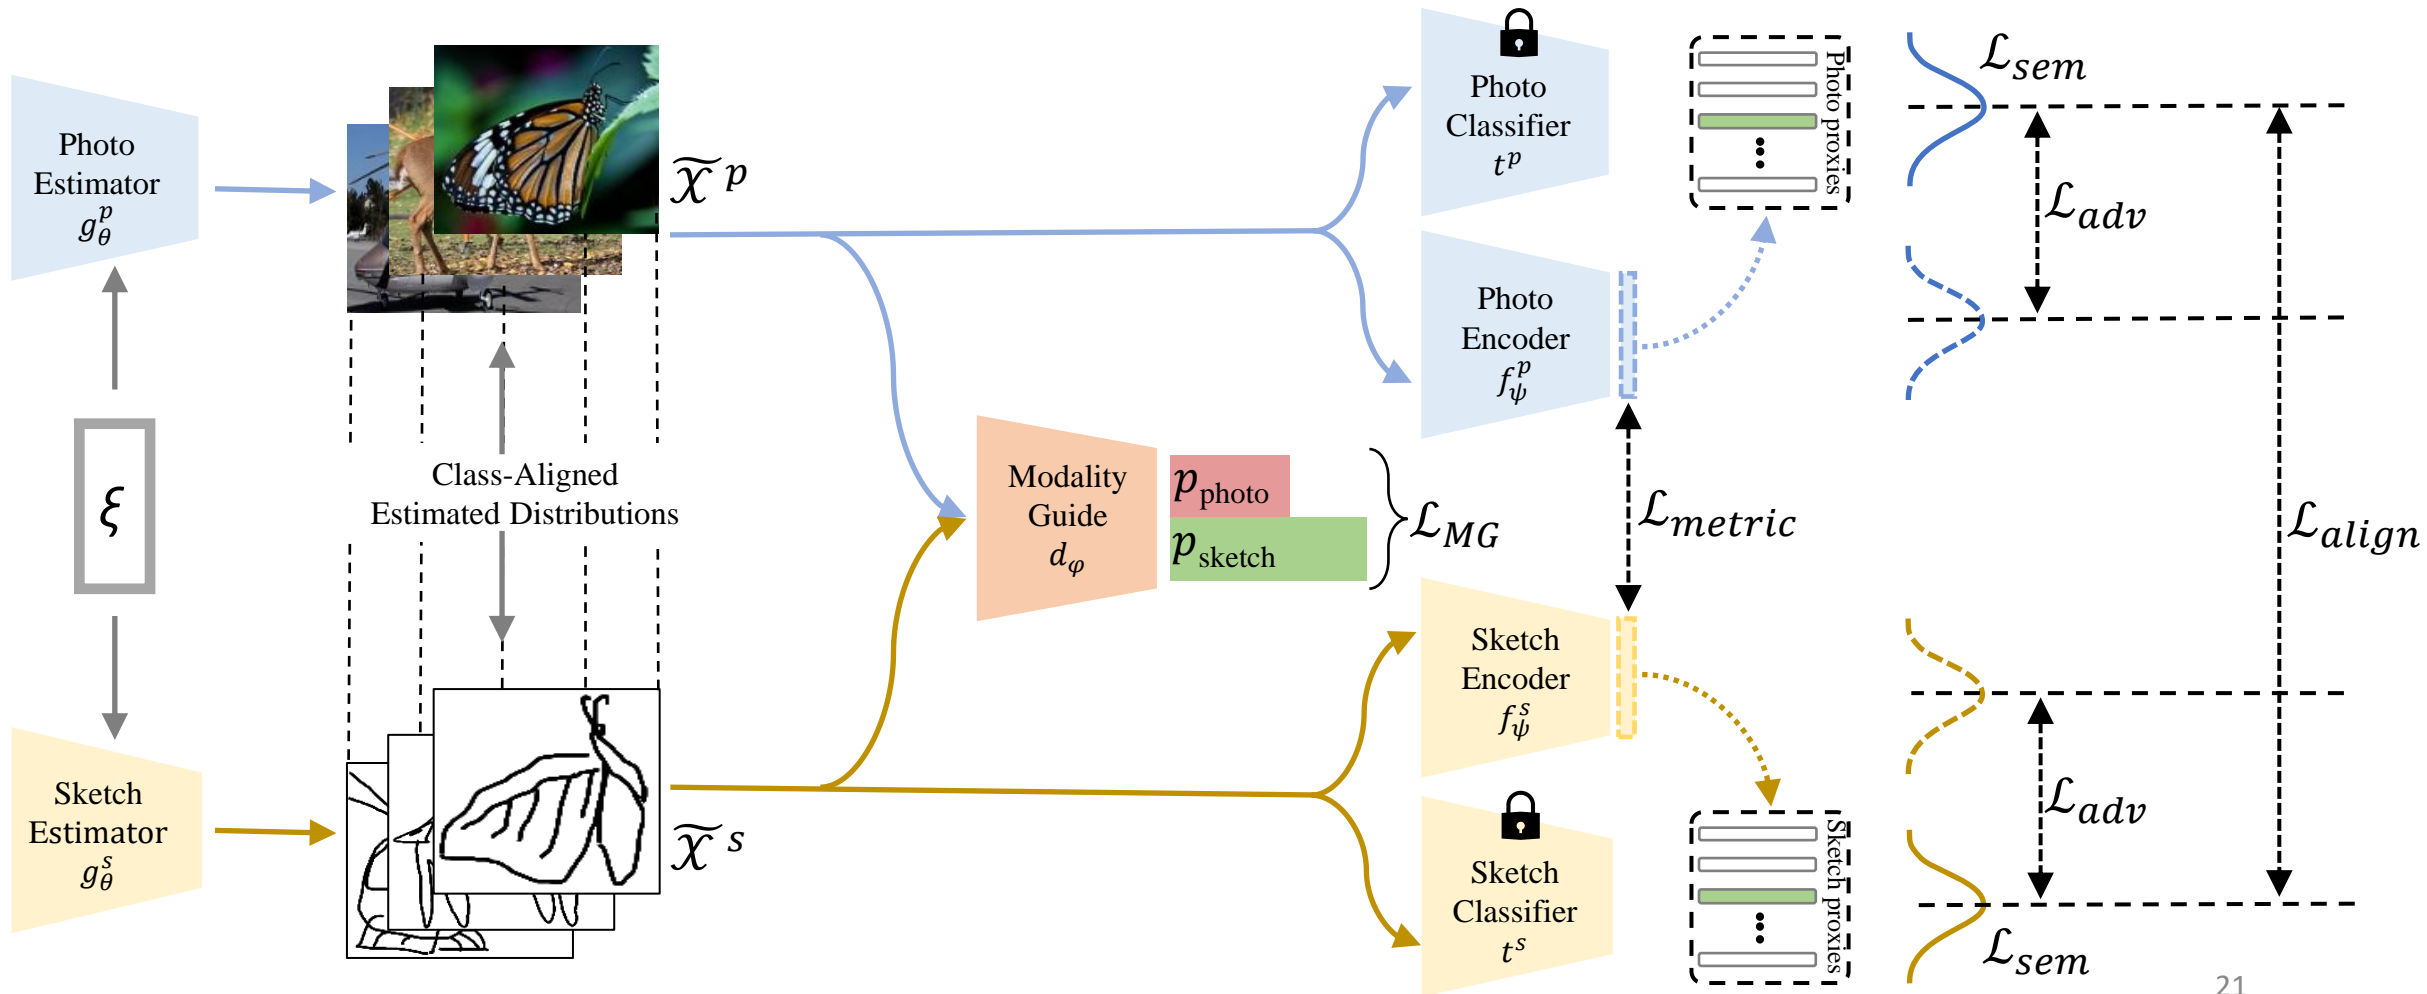 Photo
Estimator
g_θ^p
ξ
Sketch
Estimator
g_θ^s
X̃^p
Class-Aligned
Estimated Distributions
X̃^s
Modality
Guide
d_φ
p_photo
p_sketch
ℒ_MG
Photo
Classifier
t^p
Photo
Encoder
f_ψ^p
Sketch
Encoder
f_ψ^s
Sketch
Classifier
t^s
Photo proxies
Sketch proxies
ℒ_metric
ℒ_sem
ℒ_adv
ℒ_align
ℒ_adv
ℒ_sem
21